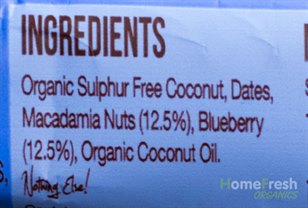 INGREDIENTS
Organic Sulphur Free Coconut, Dates,
Macadamia Nuts (12.5%), Blueberry
(12.5%), Organic Coconut Oil.
Nothing Else!
HomeFresh
ORGANICS